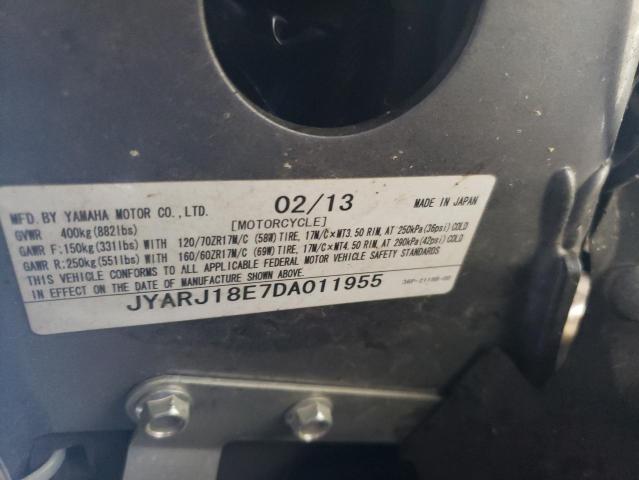 MFD. BY YAMAHA MOTOR CO., LTD. 02/13 MADE IN JAPAN
GVWR 400kg(882lbs) [MOTORCYCLE]
GAWR F:150kg(331lbs) WITH 120/70ZR17M/C (58W) TIRE, 17M/C×MT3.50 RIM, AT 250kPa(36psi) COLD
GAWR R:250kg(551lbs) WITH 160/60ZR17M/C (69W) TIRE, 17M/C×MT4.50 RIM, AT 290kPa(42psi) COLD
THIS VEHICLE CONFORMS TO ALL APPLICABLE FEDERAL MOTOR VEHICLE SAFETY STANDARDS
IN EFFECT ON THE DATE OF MANUFACTURE SHOWN ABOVE.
JYARJ18E7DA011955